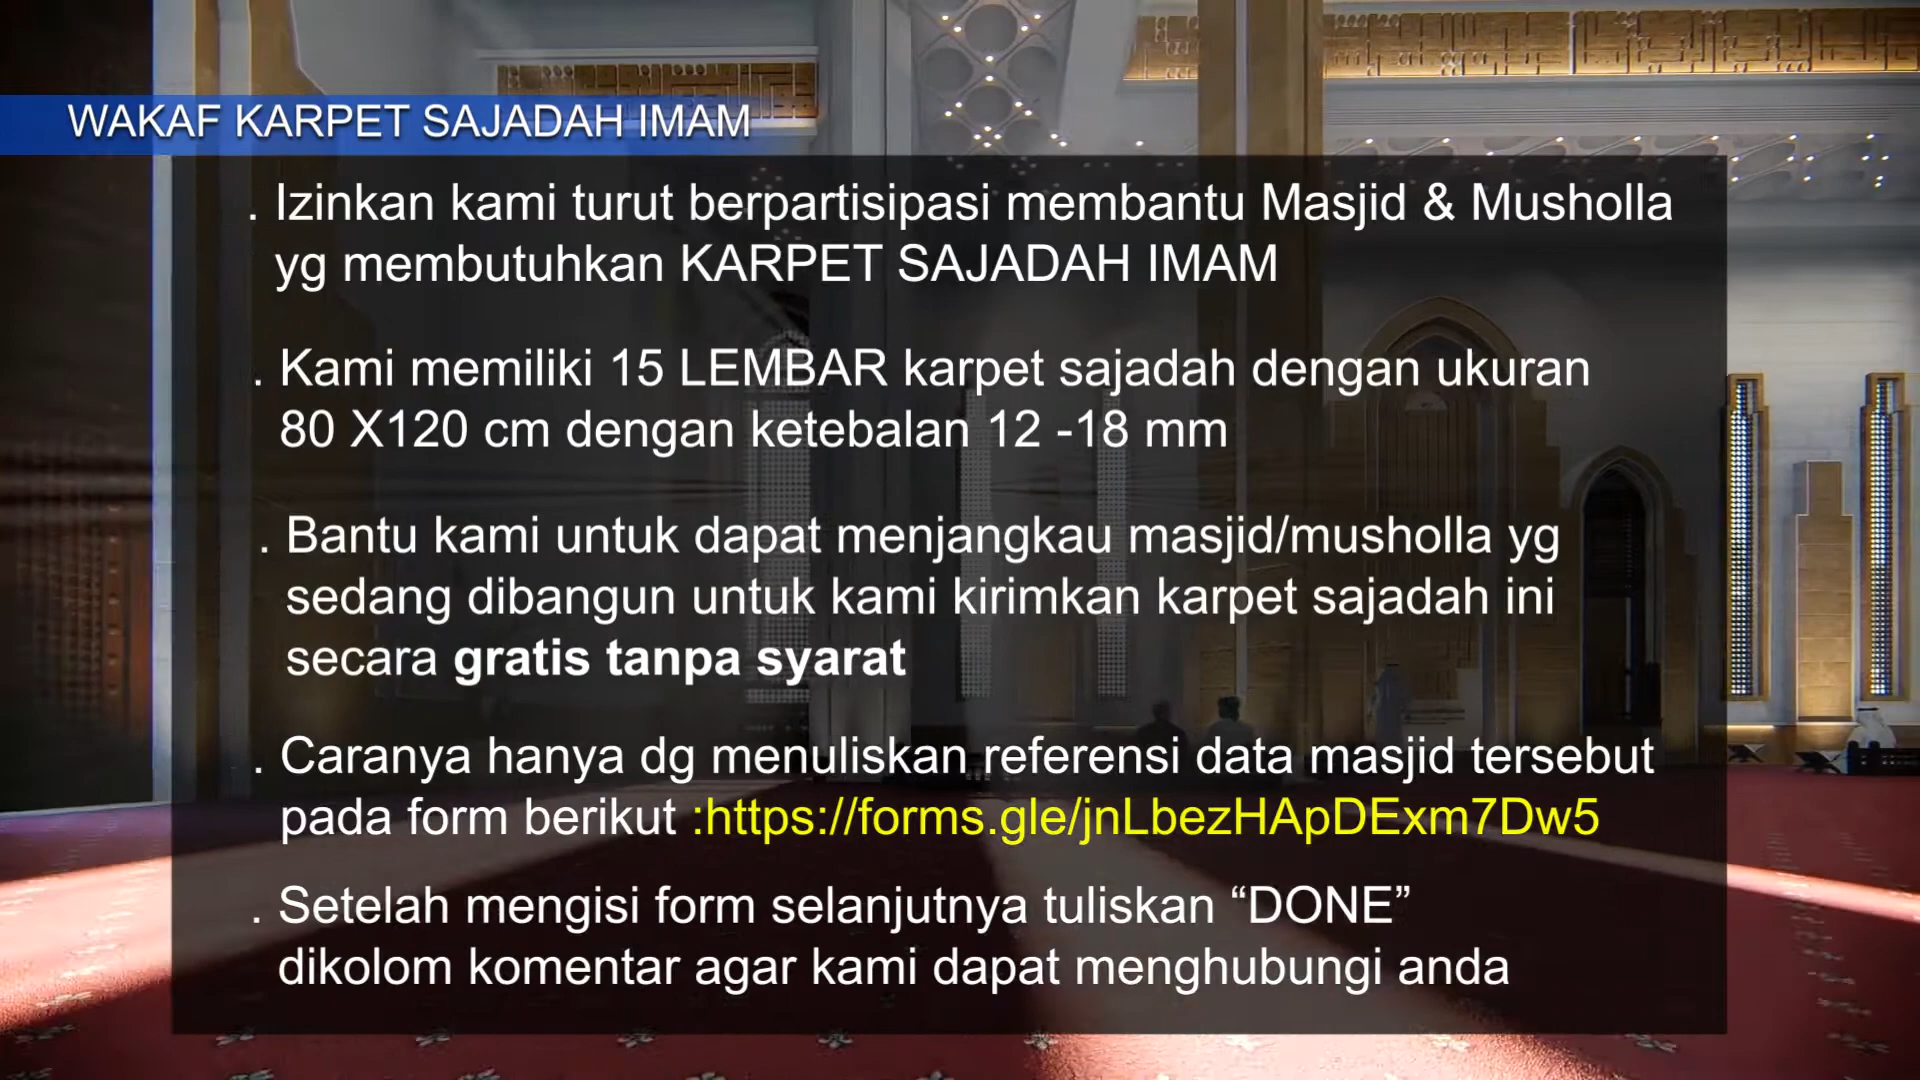 WAKAF KARPET SAJADAH IMAM
. Izinkan kami turut berpartisipasi membantu Masjid & Musholla
yg membutuhkan KARPET SAJADAH IMAM
. Kami memiliki 15 LEMBAR karpet sajadah dengan ukuran
80 X120 cm dengan ketebalan 12 -18 mm
. Bantu kami untuk dapat menjangkau masjid/musholla yg
sedang dibangun untuk kami kirimkan karpet sajadah ini
secara gratis tanpa syarat
. Caranya hanya dg menuliskan referensi data masjid tersebut
pada form berikut :https://forms.gle/jnLbezHApDExm7Dw5
. Setelah mengisi form selanjutnya tuliskan “DONE”
dikolom komentar agar kami dapat menghubungi anda